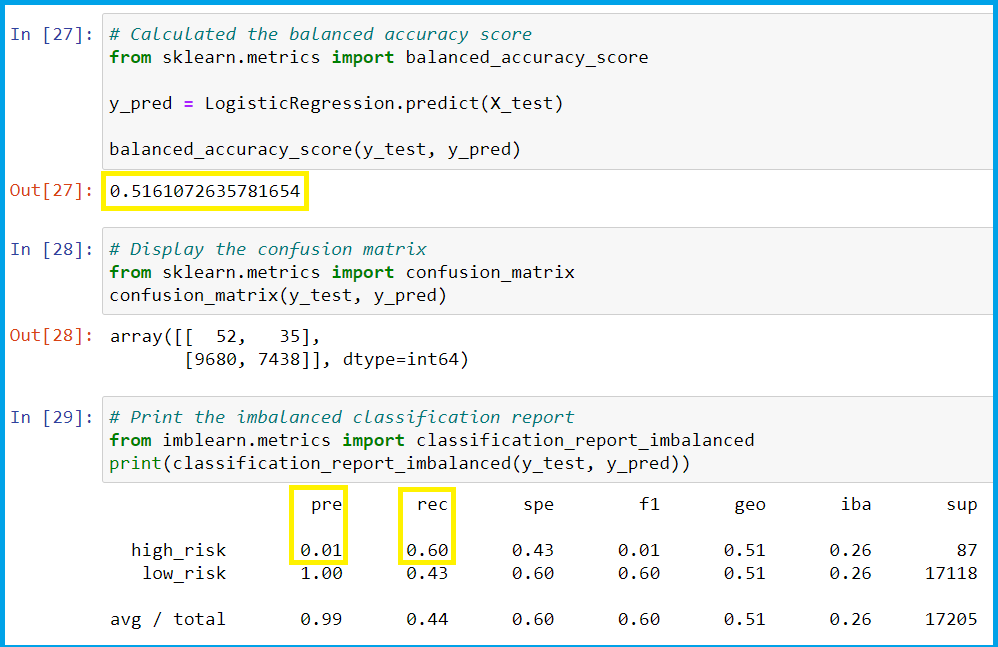 In [27]: # Calculated the balanced accuracy score
from sklearn.metrics import balanced_accuracy_score
y_pred = LogisticRegression.predict(X_test)
balanced_accuracy_score(y_test, y_pred)
Out[27]: 0.5161072635781654
In [28]: # Display the confusion matrix
from sklearn.metrics import confusion_matrix
confusion_matrix(y_test, y_pred)
Out[28]: array([[  52,   35],
[9680, 7438]], dtype=int64)
In [29]: # Print the imbalanced classification report
from imblearn.metrics import classification_report_imbalanced
print(classification_report_imbalanced(y_test, y_pred))
pre rec spe f1 geo iba sup
high_risk 0.01 0.60 0.43 0.01 0.51 0.26 87
low_risk 1.00 0.43 0.60 0.60 0.51 0.26 17118
avg / total 0.99 0.44 0.60 0.60 0.51 0.26 17205